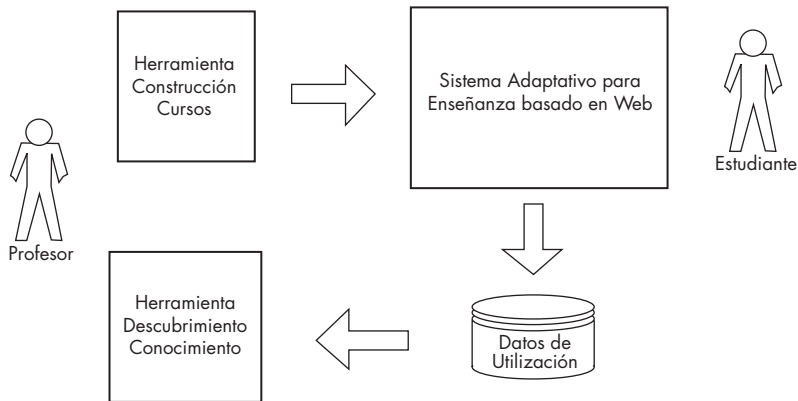 Herramienta
Construcción
Cursos
Sistema Adaptativo para
Enseñanza basado en Web
Estudiante
Profesor
Herramienta
Descubrimiento
Conocimiento
Datos de
Utilización